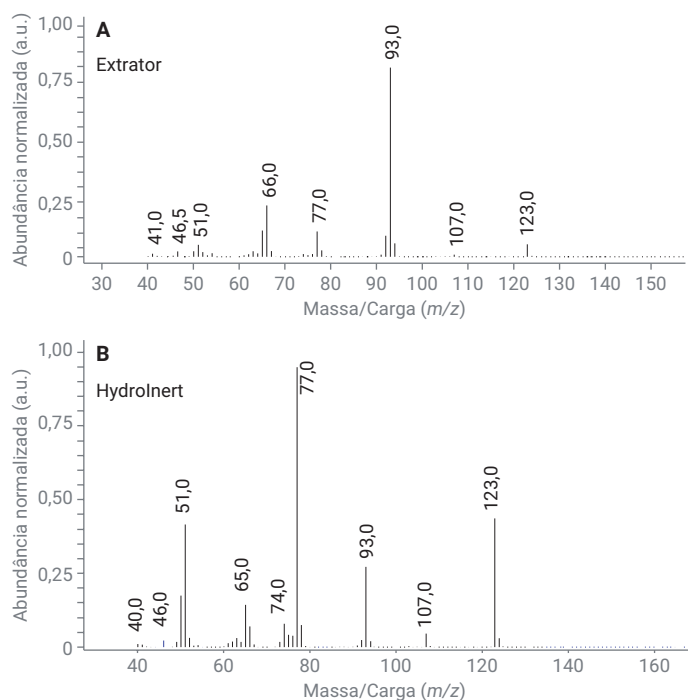 A
Extrator
Abundância normalizada (a.u.)
1,00
0,75
0,50
0,25
0
41,0
46,5
51,0
66,0
77,0
93,0
107,0
123,0
30 40 50 60 70 80 90 100 110 120 130 140 150
Massa/Carga (m/z)
B
HydroInert
Abundância normalizada (a.u.)
1,00
0,75
0,50
0,25
0
40,0
46,0
51,0
65,0
74,0
77,0
93,0
107,0
123,0
40 60 80 100 120 140 160
Massa/Carga (m/z)